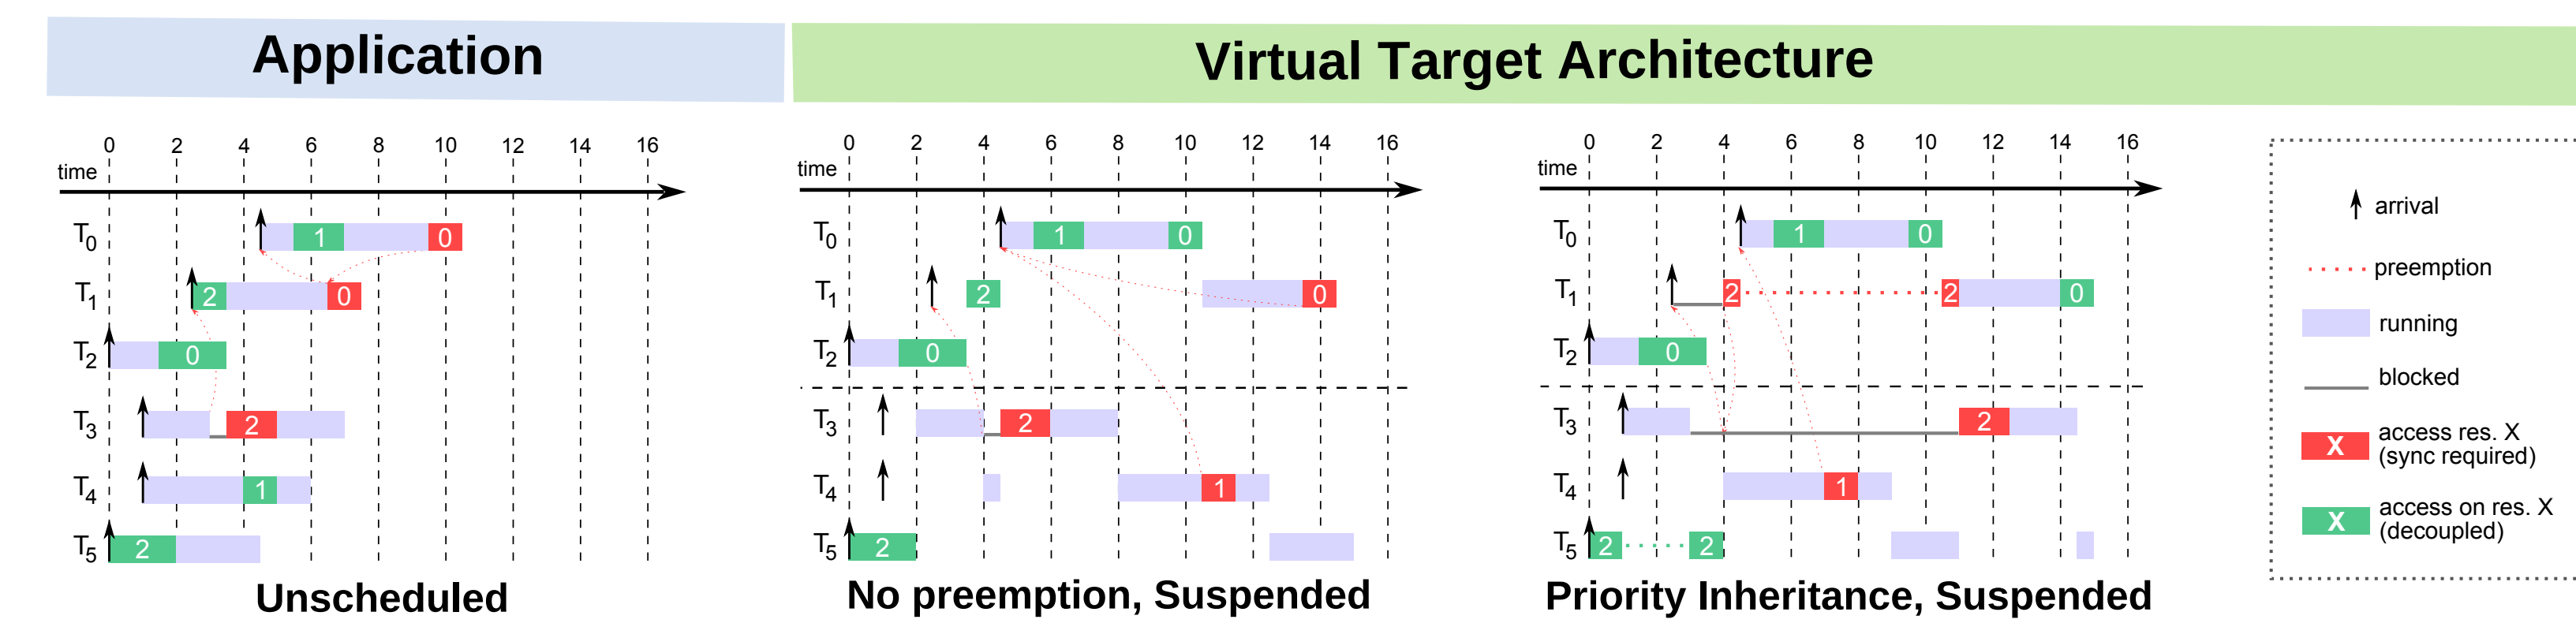 Application
Virtual Target Architecture
0 2 4 6 8 10 12 14 16
time
T0 1 0
T1 2 0
T2 0
T3 2
T4 1
T5 2
Unscheduled
0 2 4 6 8 10 12 14 16
time
T0 1 0
T1 2 0
T2 0
T3 2
T4 1
T5 2
No preemption, Suspended
0 2 4 6 8 10 12 14 16
time
T0 1 0
T1 2 2 0
T2 0
T3 2
T4 1
T5 2 2
Priority Inheritance, Suspended
arrival
preemption
running
blocked
X access res. X
(sync required)
X access on res. X
(decoupled)